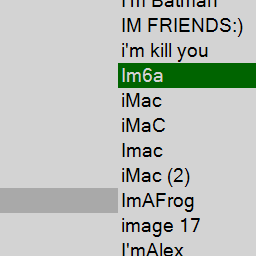 I'm Batman
IM FRIENDS:)
i'm kill you
Im6a
iMac
iMaC
Imac
iMac (2)
ImAFrog
image 17
I'mAlex